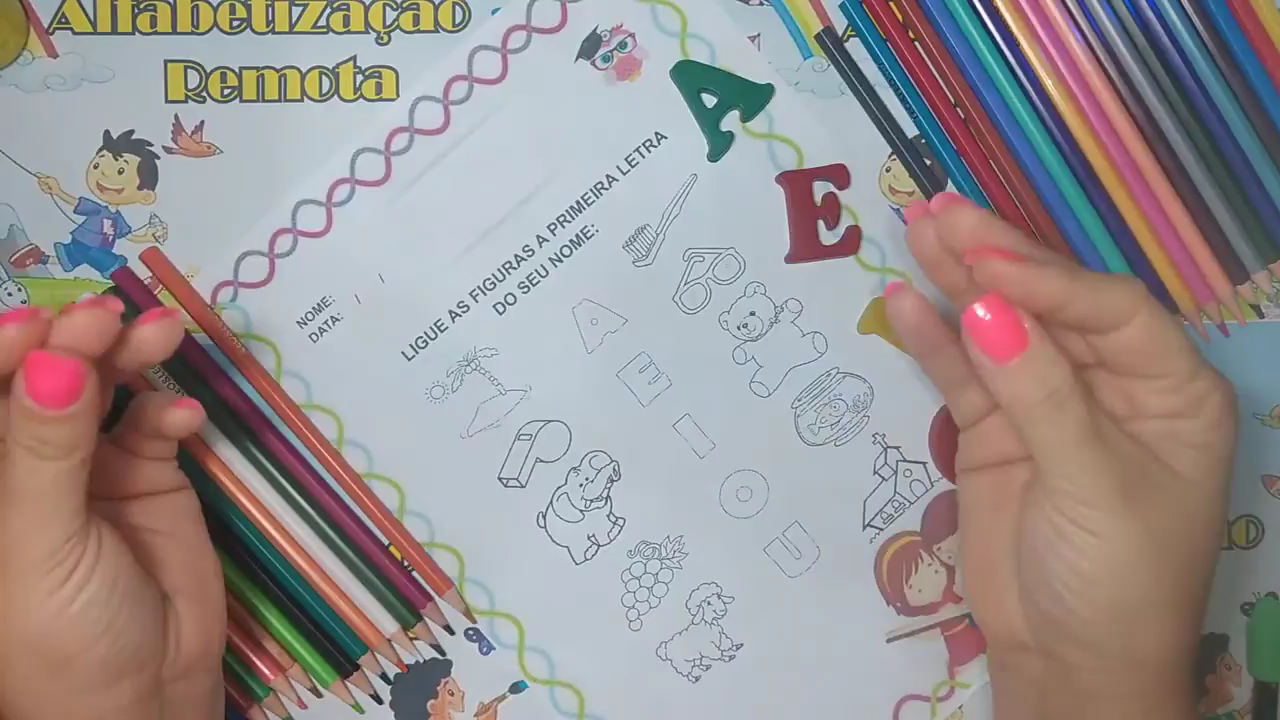 Alfabetização
Remota
NOME:
DATA: / /
LIGUE AS FIGURAS A PRIMEIRA LETRA
DO SEU NOME:
A
E
I
O
U
A
E